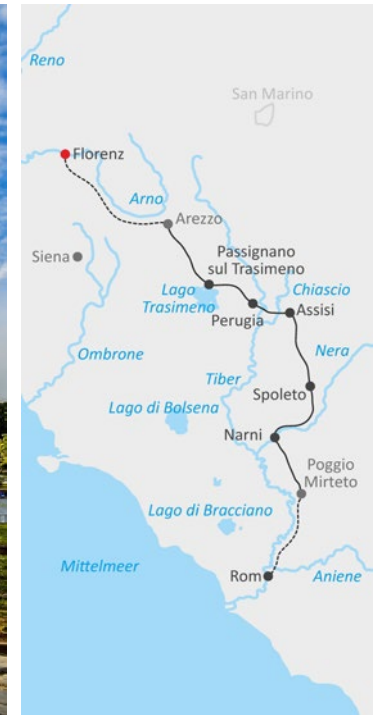 Reno
San Marino
Florenz
Arno
Arezzo
Siena
Passignano
sul Trasimeno
Lago
Trasimeno
Chiascio
Perugia
Assisi
Ombrone
Nera
Tiber
Spoleto
Lago di Bolsena
Narni
Poggio
Mirteto
Lago di Bracciano
Mittelmeer
Rom
Aniene